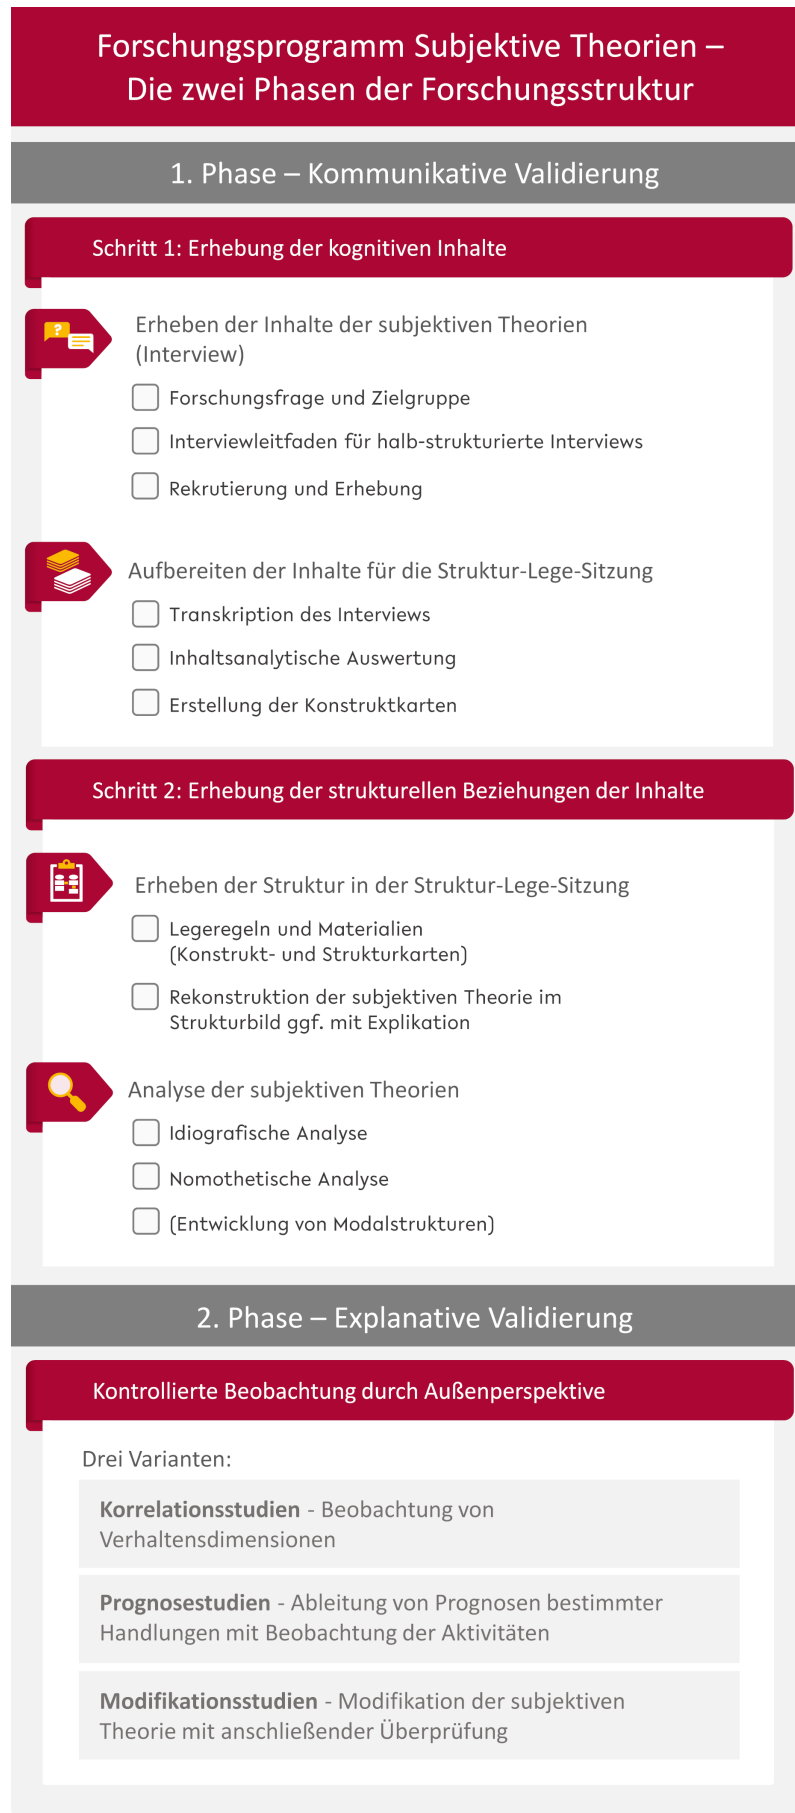 Forschungsprogramm Subjektive Theorien –
Die zwei Phasen der Forschungsstruktur
1. Phase – Kommunikative Validierung
Schritt 1: Erhebung der kognitiven Inhalte
?
Erheben der Inhalte der subjektiven Theorien
(Interview)
Forschungsfrage und Zielgruppe
Interviewleitfaden für halb-strukturierte Interviews
Rekrutierung und Erhebung
Aufbereiten der Inhalte für die Struktur-Lege-Sitzung
Transkription des Interviews
Inhaltsanalytische Auswertung
Erstellung der Konstruktkarten
Schritt 2: Erhebung der strukturellen Beziehungen der Inhalte
Erheben der Struktur in der Struktur-Lege-Sitzung
Legeregeln und Materialien
(Konstrukt- und Strukturkarten)
Rekonstruktion der subjektiven Theorie im
Strukturbild ggf. mit Explikation
Analyse der subjektiven Theorien
Idiografische Analyse
Nomothetische Analyse
(Entwicklung von Modalstrukturen)
2. Phase – Explanative Validierung
Kontrollierte Beobachtung durch Außenperspektive
Drei Varianten:
Korrelationsstudien - Beobachtung von
Verhaltensdimensionen
Prognosestudien - Ableitung von Prognosen bestimmter
Handlungen mit Beobachtung der Aktivitäten
Modifikationsstudien - Modifikation der subjektiven
Theorie mit anschließender Überprüfung